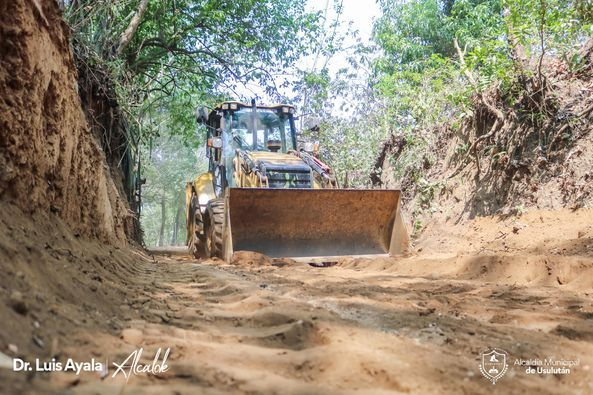 Dr. Luis Ayala | Alcalde
Alcaldía Municipal
de Usulután